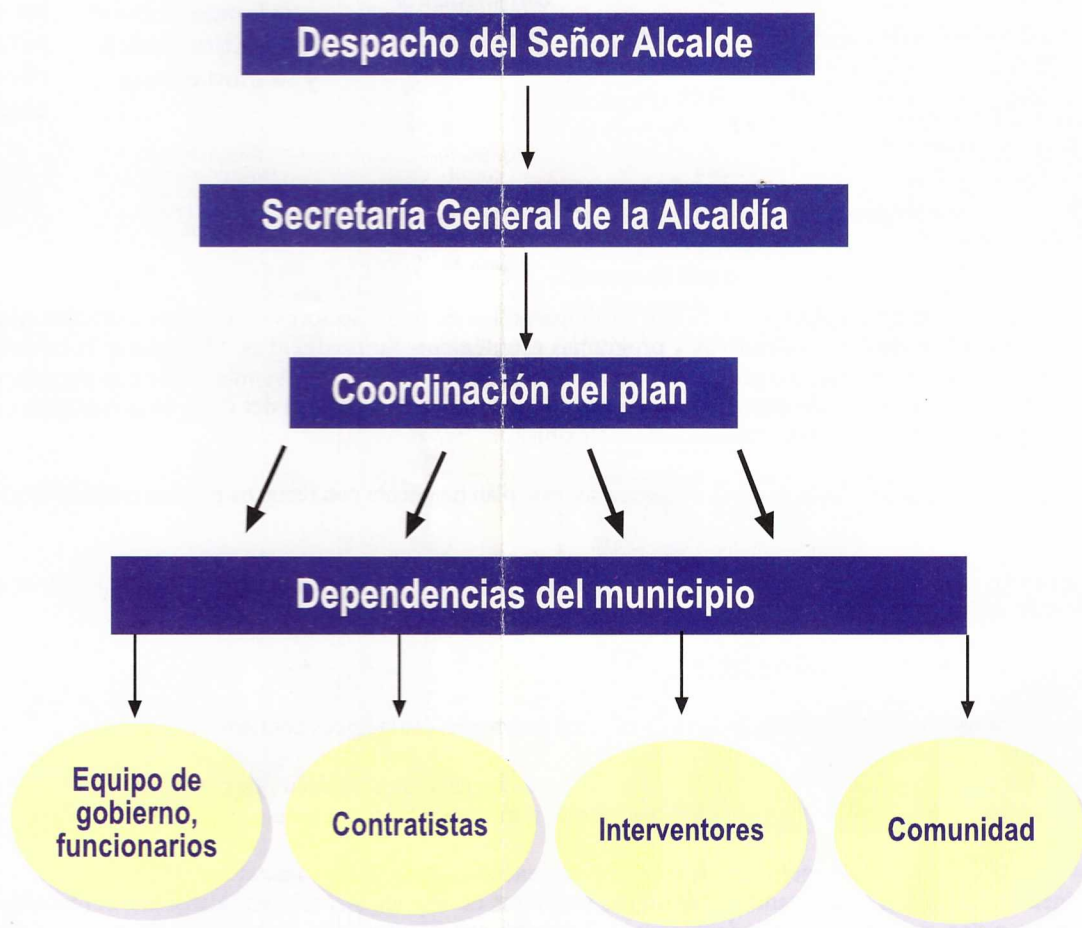 Despacho del Señor Alcalde
Secretaría General de la Alcaldía
Coordinación del plan
Dependencias del municipio
Equipo de
gobierno,
funcionarios
Contratistas
Interventores
Comunidad